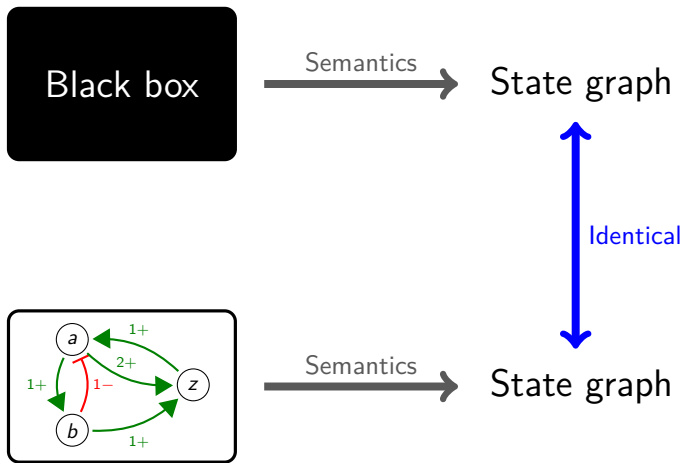 Black box
Semantics
State graph
Identical
a
1+
2+
z
1+
1−
b
1+
Semantics
State graph